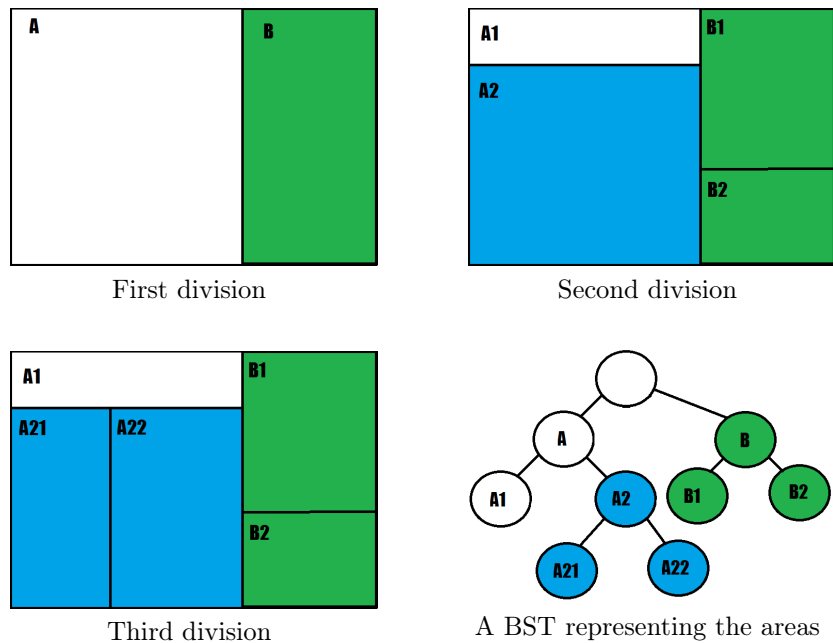 A
B
First division
A1
B1
A2
B2
Second division
A1
B1
A21
A22
B2
Third division
A
B
A1
A2
B1
B2
A21
A22
A BST representing the areas